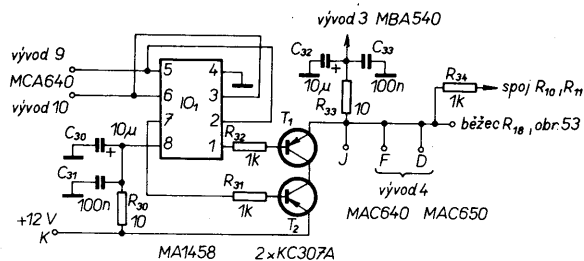 vývod 3 MBA540
C32
10µ
C33
100n
R33
10
R34
1k
spoj R10, R11
běžec R18, obr. 53
vývod 9
MCA640
vývod 10
5
6
7
8
4
3
2
1
IO1
R32
1k
T1
J
F
D
vývod 4
MAC640 MAC650
C30
10µ
C31
100n
R30
10
R31
1k
T2
+12 V
K
MA1458
2×KC307A